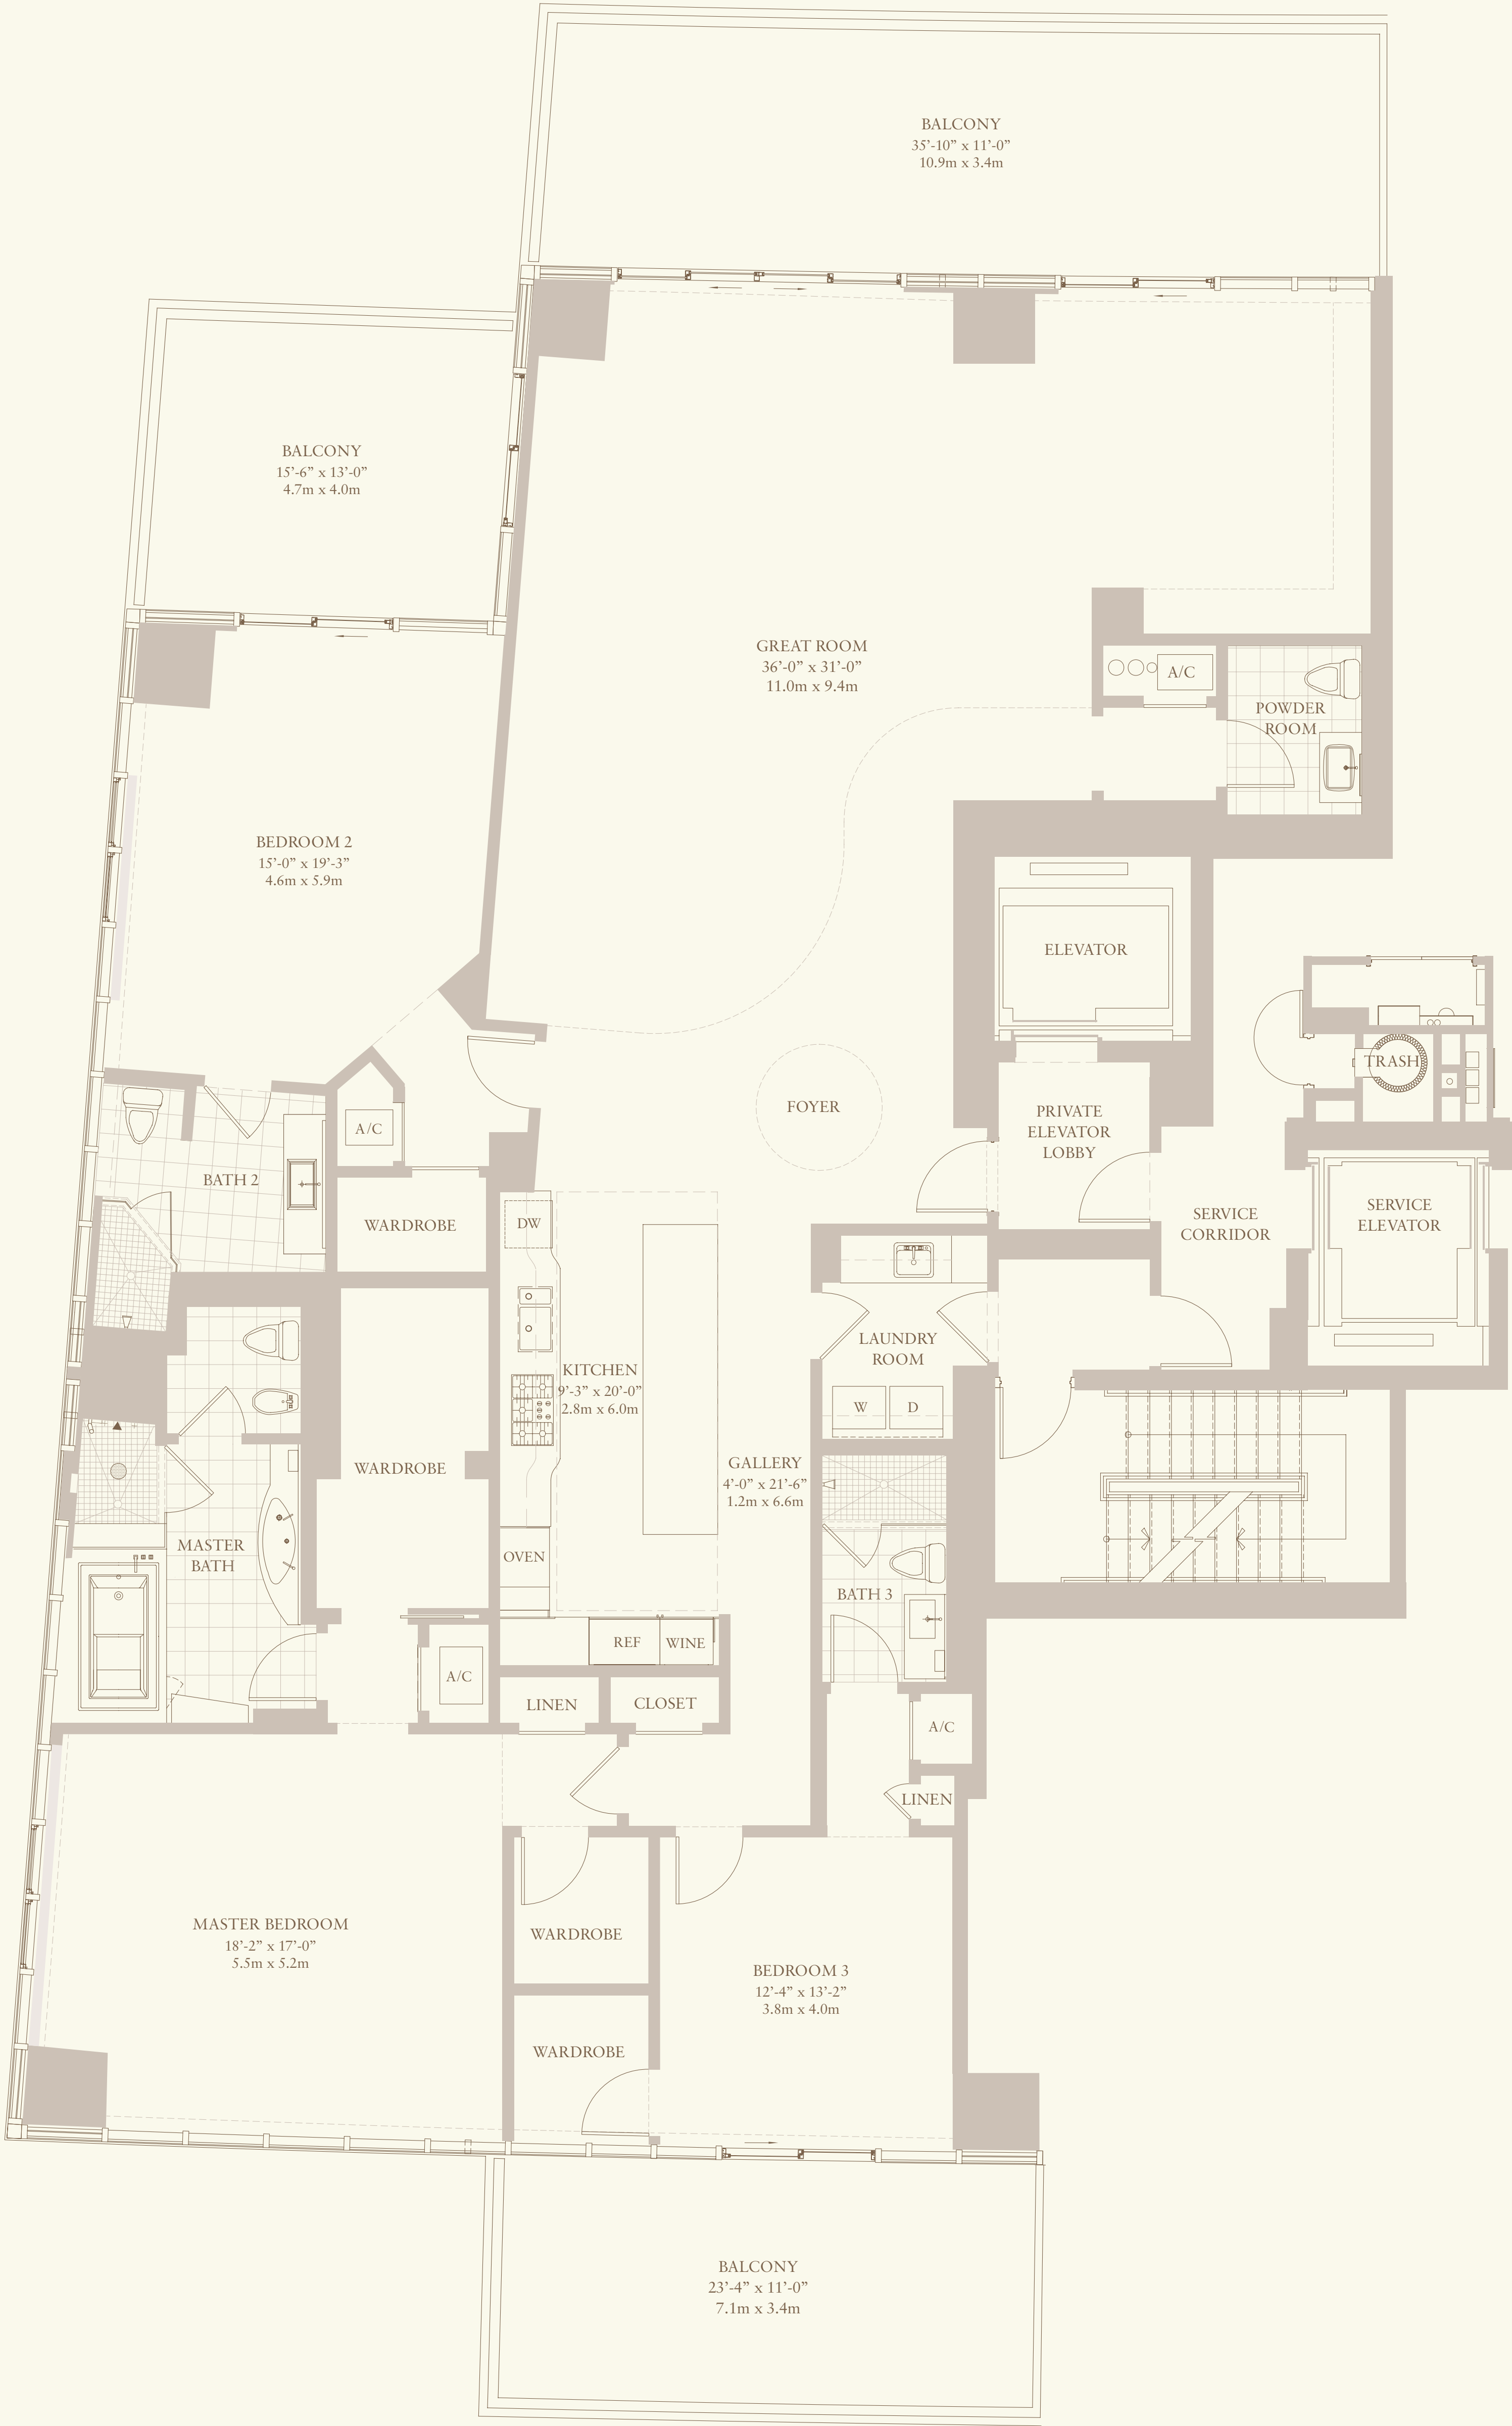 BALCONY
35’-10” x 11’-0”
10.9m x 3.4m
BALCONY
15’-6” x 13’-0”
4.7m x 4.0m
GREAT ROOM
36’-0” x 31’-0”
11.0m x 9.4m
A/C
POWDER
ROOM
BEDROOM 2
15’-0” x 19’-3”
4.6m x 5.9m
ELEVATOR
TRASH
FOYER
PRIVATE
ELEVATOR
LOBBY
A/C
BATH 2
WARDROBE
DW
SERVICE
CORRIDOR
SERVICE
ELEVATOR
LAUNDRY
ROOM
W
D
KITCHEN
9’-3” x 20’-0”
2.8m x 6.0m
WARDROBE
GALLERY
4’-0” x 21’-6”
1.2m x 6.6m
MASTER
BATH
OVEN
BATH 3
REF
WINE
A/C
LINEN
CLOSET
A/C
LINEN
MASTER BEDROOM
18’-2” x 17’-0”
5.5m x 5.2m
WARDROBE
BEDROOM 3
12’-4” x 13’-2”
3.8m x 4.0m
WARDROBE
BALCONY
23’-4” x 11’-0”
7.1m x 3.4m